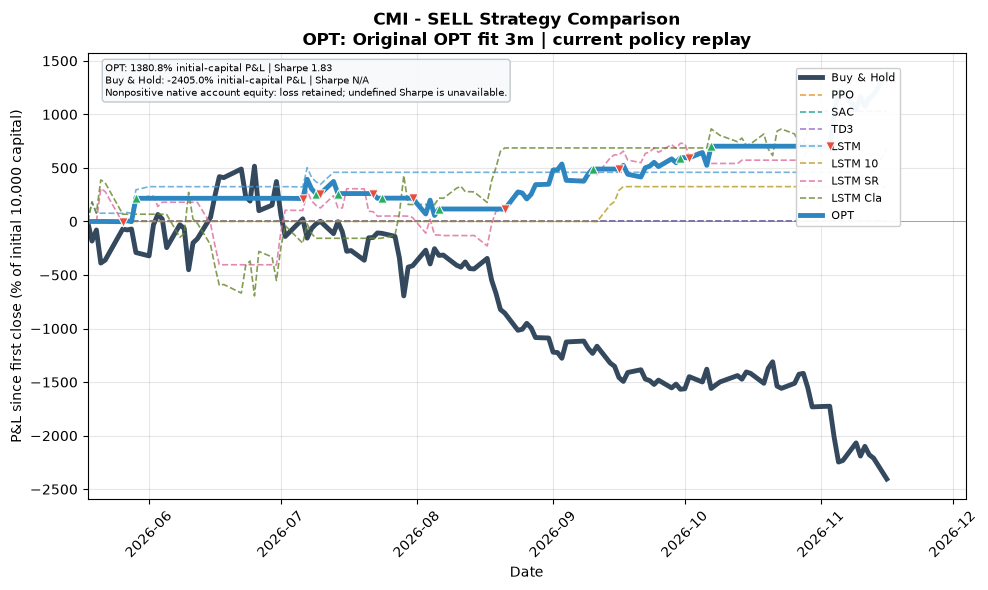 CMI - SELL Strategy Comparison
OPT: Original OPT fit 3m | current policy replay
OPT: 1380.8% initial-capital P&L | Sharpe 1.83
Buy & Hold: -2405.0% initial-capital P&L | Sharpe N/A
Nonpositive native account equity: loss retained; undefined Sharpe is unavailable.
Buy & Hold
PPO
SAC
TD3
LSTM
LSTM 10
LSTM SR
LSTM Cla
OPT
P&L since first close (% of initial 10,000 capital)
1500
1000
500
0
−500
−1000
−1500
−2000
−2500
2026-06
2026-07
2026-08
2026-09
2026-10
2026-11
2026-12
Date